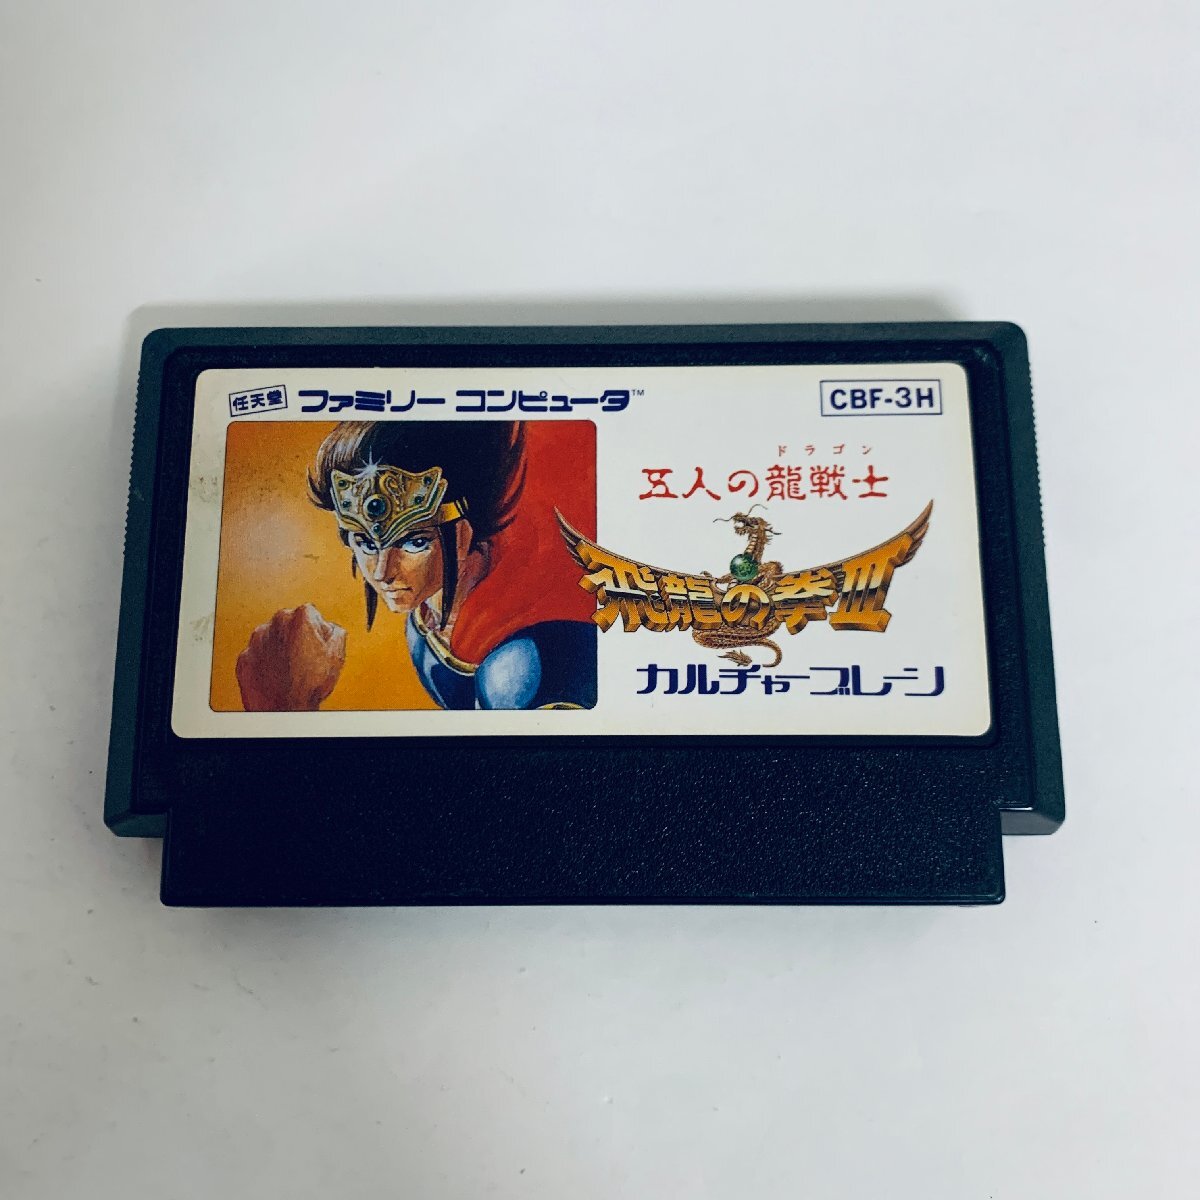 任天堂 ファミリー コンピュータ™
CBF-3H
ドラゴン
五人の龍戦士
飛龍の拳III
カルチャーブレーン